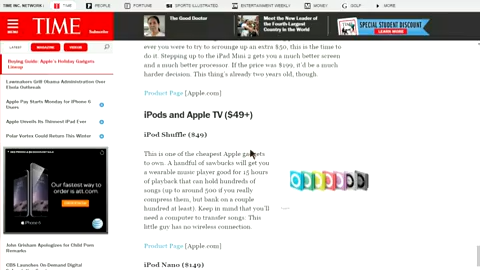 TIME INC. NETWORK
TIME
PEOPLE
FORTUNE
SPORTS ILLUSTRATED
ENTERTAINMENT WEEKLY
MONEY
GOLF
MORE
MENU
TIME
Subscribe
The Good Doctor
Meet the New Leader
of the Fourth-Largest
Company in the World
SPECIAL STUDENT DISCOUNT
LEARN MORE
LATEST
MAGAZINE
VIDEOS
Buying Guide: Apple's Holiday Gadgets
Lineup
Lawmakers Grill Obama Administration Over
Ebola Outbreak
Apple Pay Starts Monday for iPhone 6
Users
Apple Unveils Its Thinnest iPad Ever
Polar Vortex Could Return This Winter
Our fastest way
to order is att.com.
iPhone 6
John Grisham Apologizes for Child Porn
Remarks
CBS Launches On Demand Digital
ever you were to try to scrounge up an extra $50, this is the time to
do it. Stepping up to the iPad Mini 2 gets you a much better screen
and a much better processor. If the price was $199, it'd be a much
harder decision. This thing's already two years old, though.
Product Page [Apple.com]
iPods and Apple TV ($49+)
iPod Shuffle ($49)
This is one of the cheapest Apple gadgets
to own. A handful of sawbucks will get you
a wearable music player good for 15 hours
of playback that can hold hundreds of
songs (up to around 500 if you really
compress them, but bank on a couple
hundred at least). Keep in mind that you'll
need a computer to transfer songs. This
little guy has no wireless connection.
Product Page [Apple.com]
iPod Nano ($149)